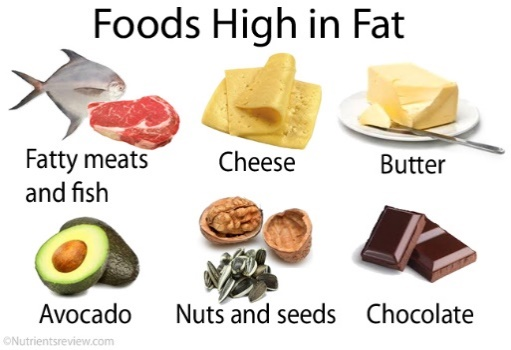 Foods High in Fat
Fatty meats
and fish
Cheese
Butter
Avocado
Nuts and seeds
Chocolate
©Nutrientsreview.com